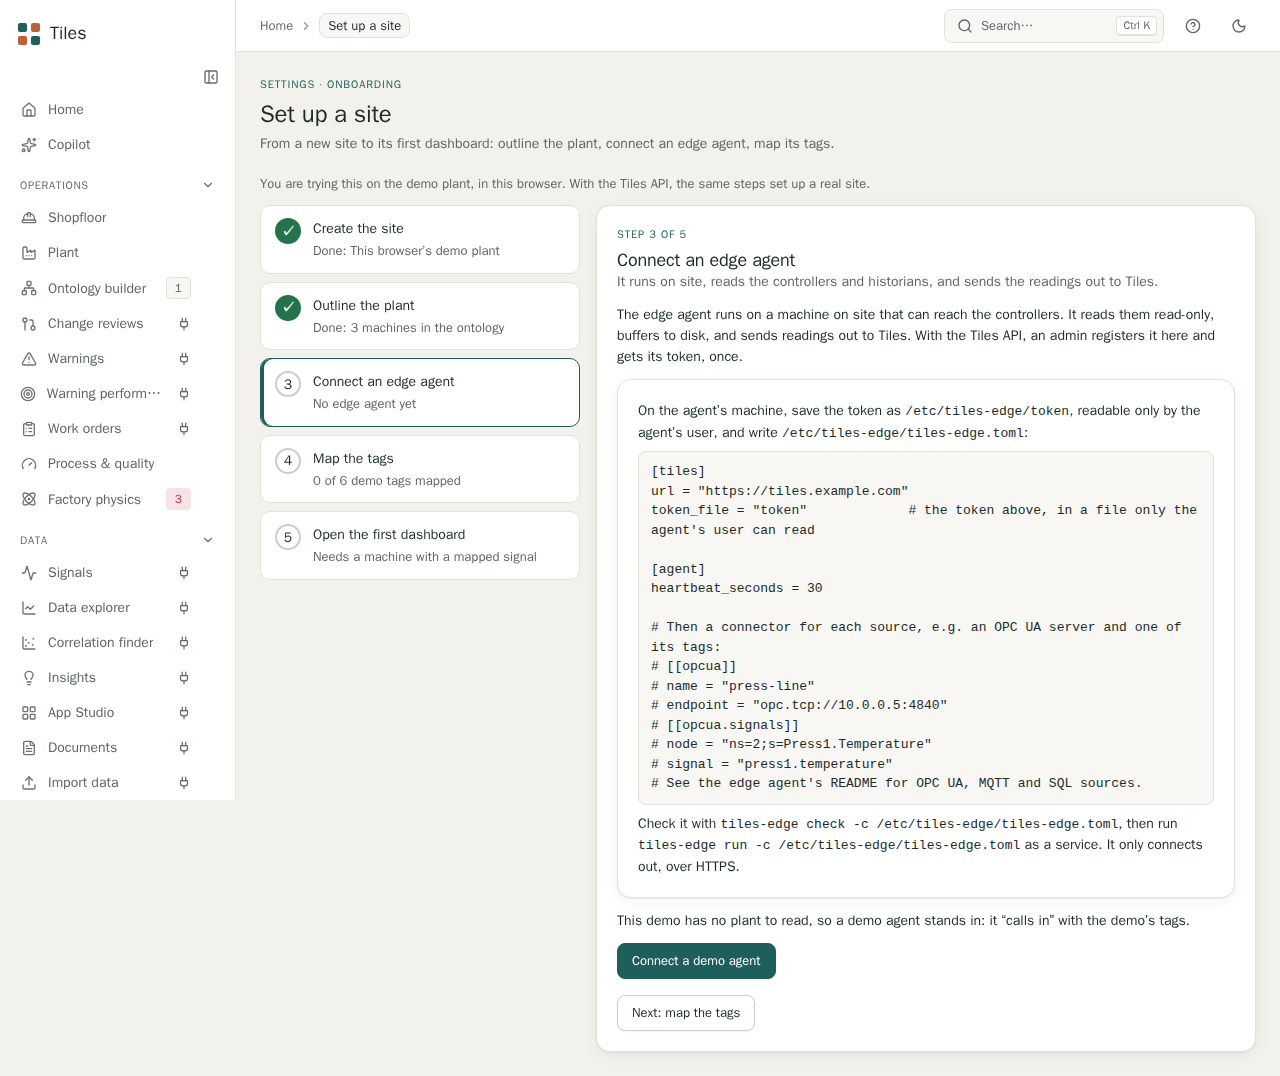 Tiles
Home
Copilot
OPERATIONS
Shopfloor
Plant
Ontology builder 1
Change reviews
Warnings
Warning perform···
Work orders
Process & quality
Factory physics 3
DATA
Signals
Data explorer
Correlation finder
Insights
App Studio
Documents
Import data
Home
Set up a site
Search···
Ctrl K
SETTINGS · ONBOARDING
Set up a site
From a new site to its first dashboard: outline the plant, connect an edge agent, map its tags.
You are trying this on the demo plant, in this browser. With the Tiles API, the same steps set up a real site.
Create the site
Done: This browser's demo plant
Outline the plant
Done: 3 machines in the ontology
3
Connect an edge agent
No edge agent yet
4
Map the tags
0 of 6 demo tags mapped
5
Open the first dashboard
Needs a machine with a mapped signal
STEP 3 OF 5
Connect an edge agent
It runs on site, reads the controllers and historians, and sends the readings out to Tiles.
The edge agent runs on a machine on site that can reach the controllers. It reads them read-only,
buffers to disk, and sends readings out to Tiles. With the Tiles API, an admin registers it here and
gets its token, once.
On the agent's machine, save the token as /etc/tiles-edge/token, readable only by the
agent's user, and write /etc/tiles-edge/tiles-edge.toml:
[tiles]
url = "https://tiles.example.com"
token_file = "token"             # the token above, in a file only the
agent's user can read
[agent]
heartbeat_seconds = 30
# Then a connector for each source, e.g. an OPC UA server and one of
its tags:
# [[opcua]]
# name = "press-line"
# endpoint = "opc.tcp://10.0.0.5:4840"
# [[opcua.signals]]
# node = "ns=2;s=Press1.Temperature"
# signal = "press1.temperature"
# See the edge agent's README for OPC UA, MQTT and SQL sources.
Check it with tiles-edge check -c /etc/tiles-edge/tiles-edge.toml, then run
tiles-edge run -c /etc/tiles-edge/tiles-edge.toml as a service. It only connects
out, over HTTPS.
This demo has no plant to read, so a demo agent stands in: it “calls in” with the demo's tags.
Connect a demo agent
Next: map the tags